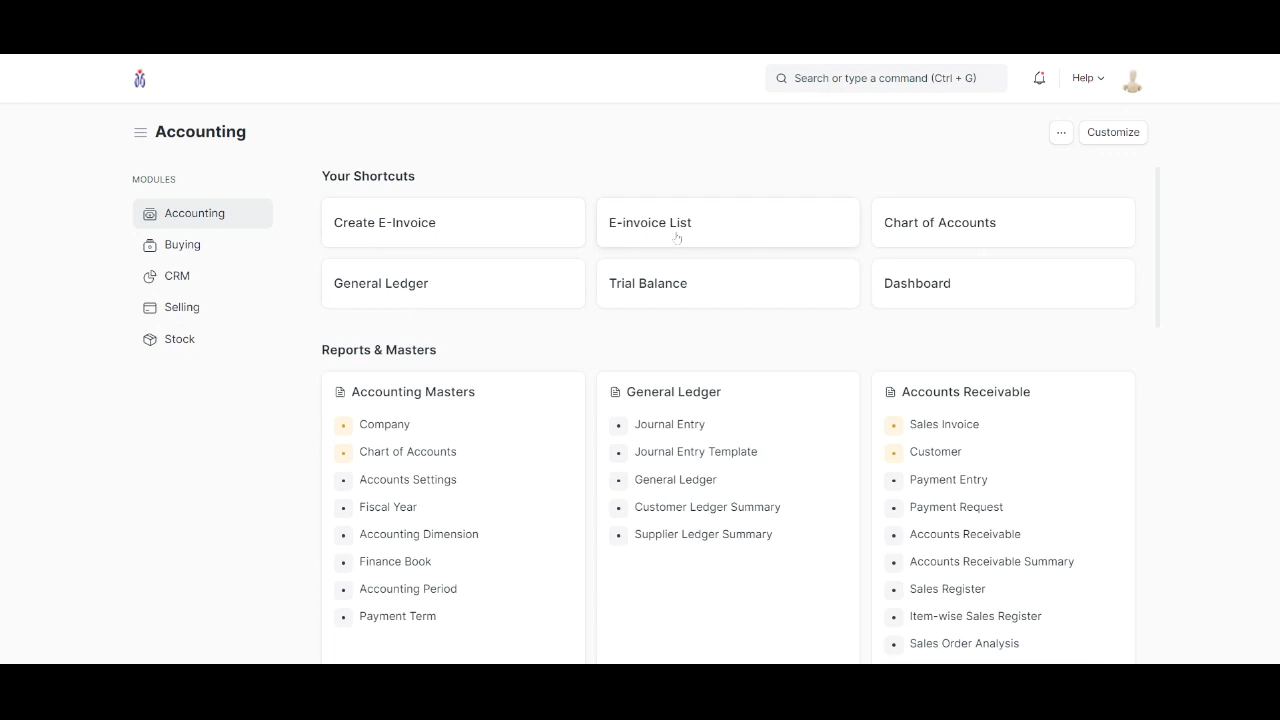 Search or type a command (Ctrl + G)
Help
Accounting
Customize
MODULES
Accounting
Buying
CRM
Selling
Stock
Your Shortcuts
Create E-Invoice
E-invoice List
Chart of Accounts
General Ledger
Trial Balance
Dashboard
Reports & Masters
Accounting Masters
Company
Chart of Accounts
Accounts Settings
Fiscal Year
Accounting Dimension
Finance Book
Accounting Period
Payment Term
General Ledger
Journal Entry
Journal Entry Template
General Ledger
Customer Ledger Summary
Supplier Ledger Summary
Accounts Receivable
Sales Invoice
Customer
Payment Entry
Payment Request
Accounts Receivable
Accounts Receivable Summary
Sales Register
Item-wise Sales Register
Sales Order Analysis